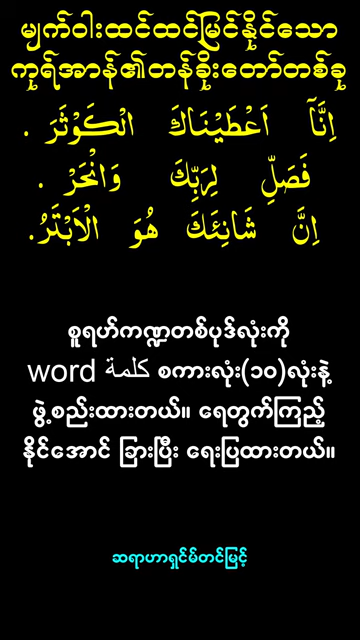 မျက်ဝါးထင်ထင်မြင်နိုင်သော
ကုရ်အာန်၏တန်ခိုးတော်တစ်ခု
اِنَّآ اَعْطَيْنَاكَ الْكَوْثَرَ .
فَصَلِّ لِرَبِّكَ وَانْحَرْ .
اِنَّ شَانِئَكَ هُوَ الْاَبْتَرُ.
စူရဟ်ကဏ္ဍတစ်ပုဒ်လုံးကို
word كلمة စကားလုံး(၁၀)လုံးနဲ့
ဖွဲ့စည်းထားတယ်။ ရေတွက်ကြည့်
နိုင်အောင် ခြားပြီး ရေးပြထားတယ်။
ဆရာဟာရှင်မ်တင်မြင့်